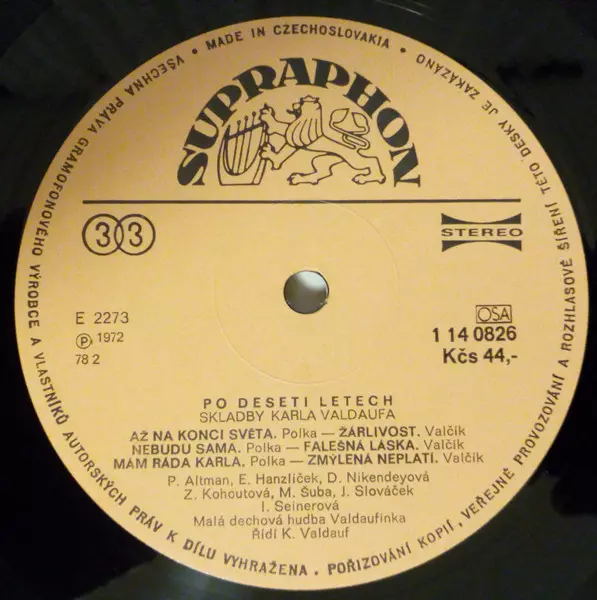 VŠECHNA PRÁVA GRAMOFONOVÉHO VÝROBCE A VLASTNÍKŮ AUTORSKÝCH PRÁV K DÍLU VYHRAŽENA • POŘIZOVÁNÍ KOPIÍ, VEŘEJNÉ PROVOZOVÁNÍ A ROZHLASOVÉ ŠÍŘENÍ TÉTO DESKY JE ZAKÁZÁNO • MADE IN CZECHOSLOVAKIA •
SUPRAPHON
33
STEREO
E 2273
Ⓟ 1972
78 2
OSA
1 14 0826
Kčs 44,-
PO DESETI LETECH
SKLADBY KARLA VALDAUFA
AŽ NA KONCI SVĚTA. Polka — ŽÁRLIVOST. Valčík
NEBUDU SAMA. Polka — FALEŠNÁ LÁSKA. Valčík
MÁM RÁDA KARLA. Polka — ZMÝLENÁ NEPLATÍ. Valčík
P. Altman, E. Hanzlíček, D. Nikendeyová
Z. Kohoutová, M. Šuba, J. Slováček
I. Seinerová
Malá dechová hudba Valdaufinka
Řídí K. Valdauf